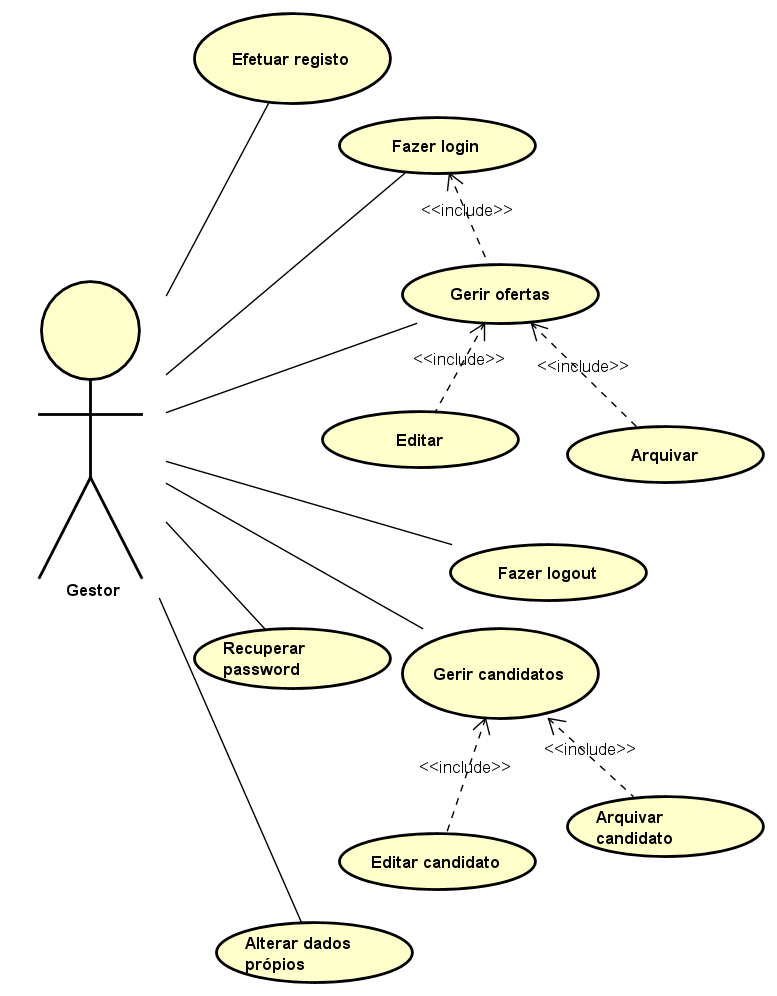 Efetuar registo
Fazer login
<<include>>
Gerir ofertas
<<include>>
<<include>>
Editar
Arquivar
Fazer logout
Gestor
Recuperar
password
Gerir candidatos
<<include>>
<<include>>
Arquivar
candidato
Editar candidato
Alterar dados
própios